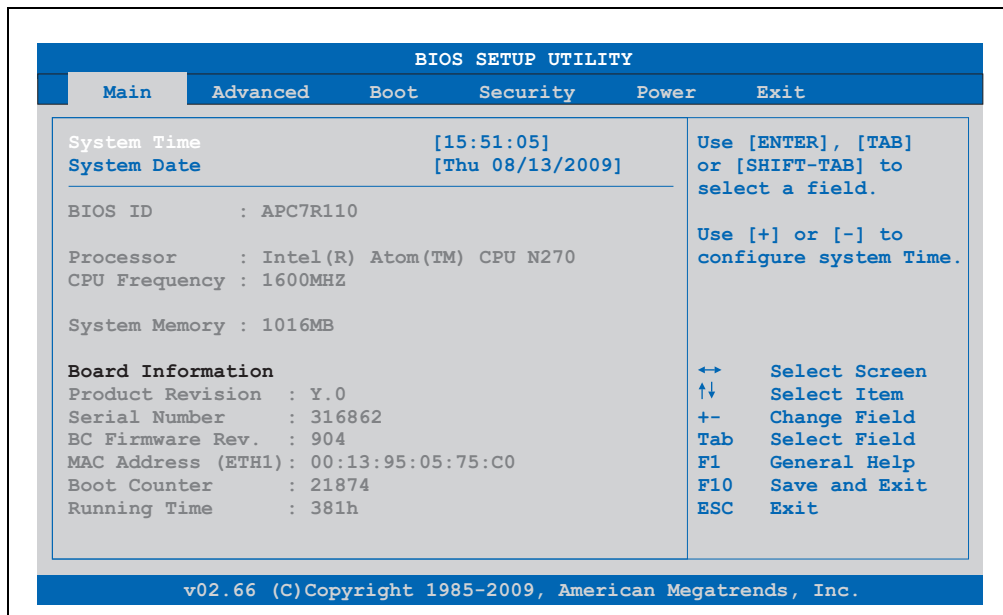 BIOS SETUP UTILITY
Main Advanced Boot Security Power Exit
System Time [15:51:05]
System Date [Thu 08/13/2009]
BIOS ID : APC7R110
Processor : Intel(R) Atom(TM) CPU N270
CPU Frequency : 1600MHZ
System Memory : 1016MB
Board Information
Product Revision : Y.0
Serial Number : 316862
BC Firmware Rev. : 904
MAC Address (ETH1): 00:13:95:05:75:C0
Boot Counter : 21874
Running Time : 381h
Use [ENTER], [TAB]
or [SHIFT-TAB] to
select a field.
Use [+] or [-] to
configure system Time.
↔ Select Screen
↑↓ Select Item
+- Change Field
Tab Select Field
F1 General Help
F10 Save and Exit
ESC Exit
v02.66 (C)Copyright 1985-2009, American Megatrends, Inc.